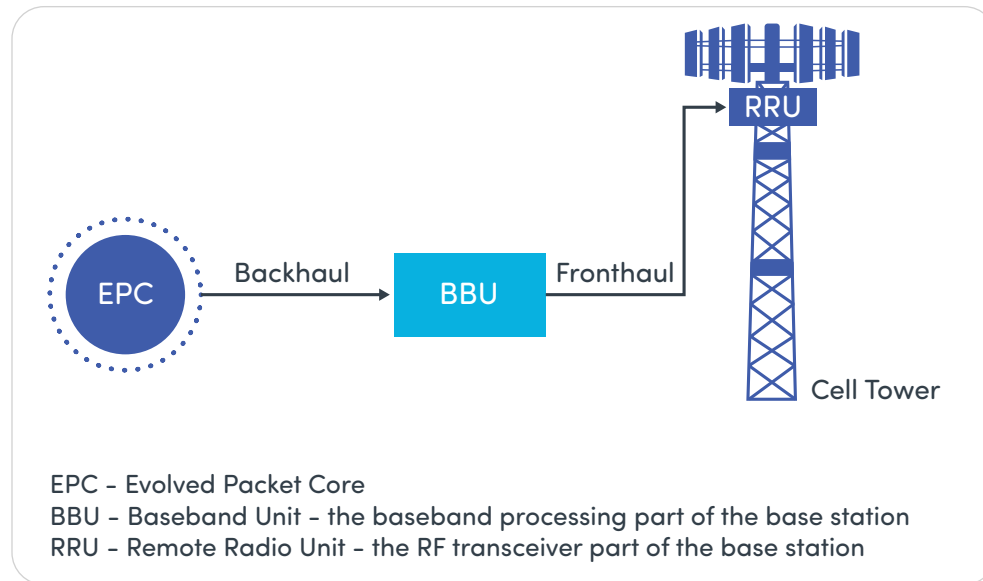 RRU
Backhaul
Fronthaul
EPC
BBU
Cell Tower
EPC - Evolved Packet Core
BBU - Baseband Unit - the baseband processing part of the base station
RRU - Remote Radio Unit - the RF transceiver part of the base station